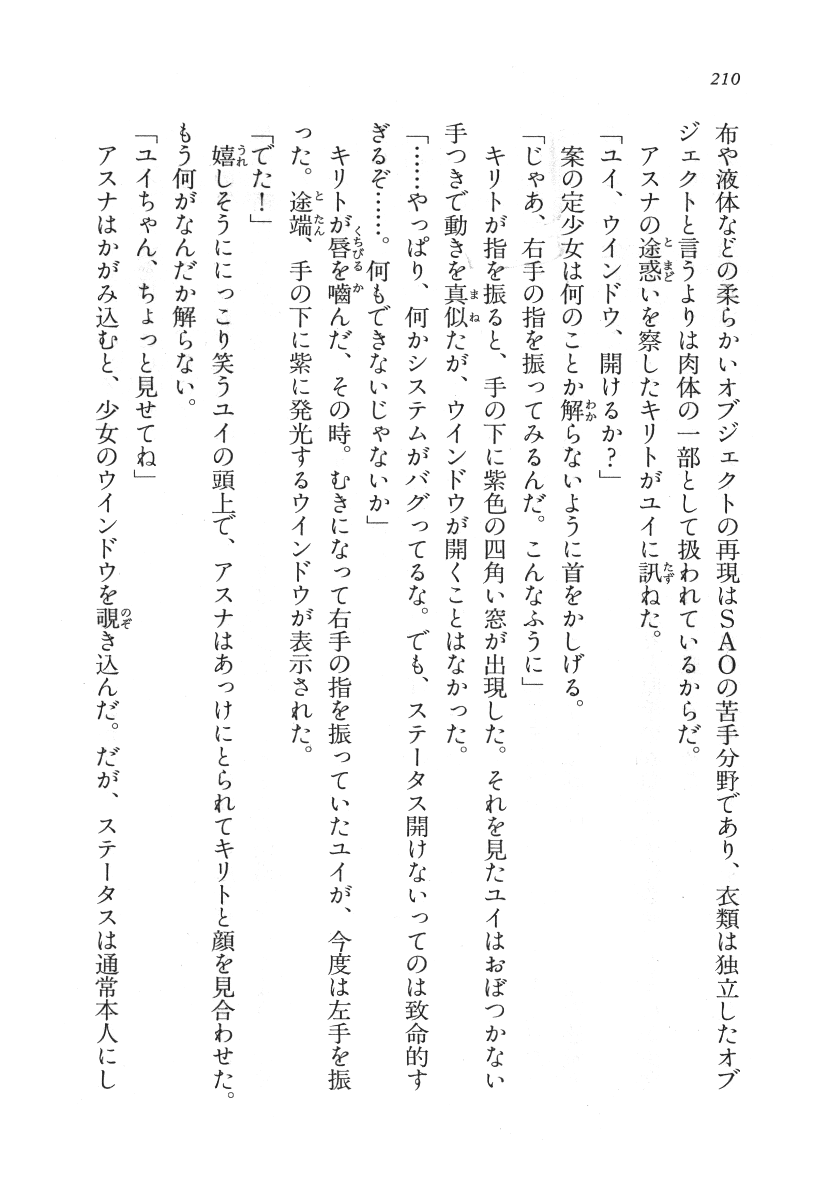 210
布や液体などの柔らかいオブジェクトの再現はＳＡＯの苦手分野であり、衣類は独立したオブ
ジェクトと言うよりは肉体の一部として扱われているからだ。
　アスナの途惑いを察したキリトがユイに訊ねた。
「ユイ、ウインドウ、開けるか？」
　案の定少女は何のことか解らないように首をかしげる。
「じゃあ、右手の指を振ってみるんだ。こんなふうに」
　キリトが指を振ると、手の下に紫色の四角い窓が出現した。それを見たユイはおぼつかない
手つきで動きを真似たが、ウインドウが開くことはなかった。
「……やっぱり、何かシステムがバグってるな。でも、ステータス開けないってのは致命的す
ぎるぞ……。何もできないじゃないか」
　キリトが唇を嚙んだ、その時。むきになって右手の指を振っていたユイが、今度は左手を振
った。途端、手の下に紫に発光するウインドウが表示された。
「でた！」
　嬉しそうににっこり笑うユイの頭上で、アスナはあっけにとられてキリトと顔を見合わせた。
もう何がなんだか解らない。
「ユイちゃん、ちょっと見せてね」
　アスナはかがみ込むと、少女のウインドウを覗き込んだ。だが、ステータスは通常本人にし